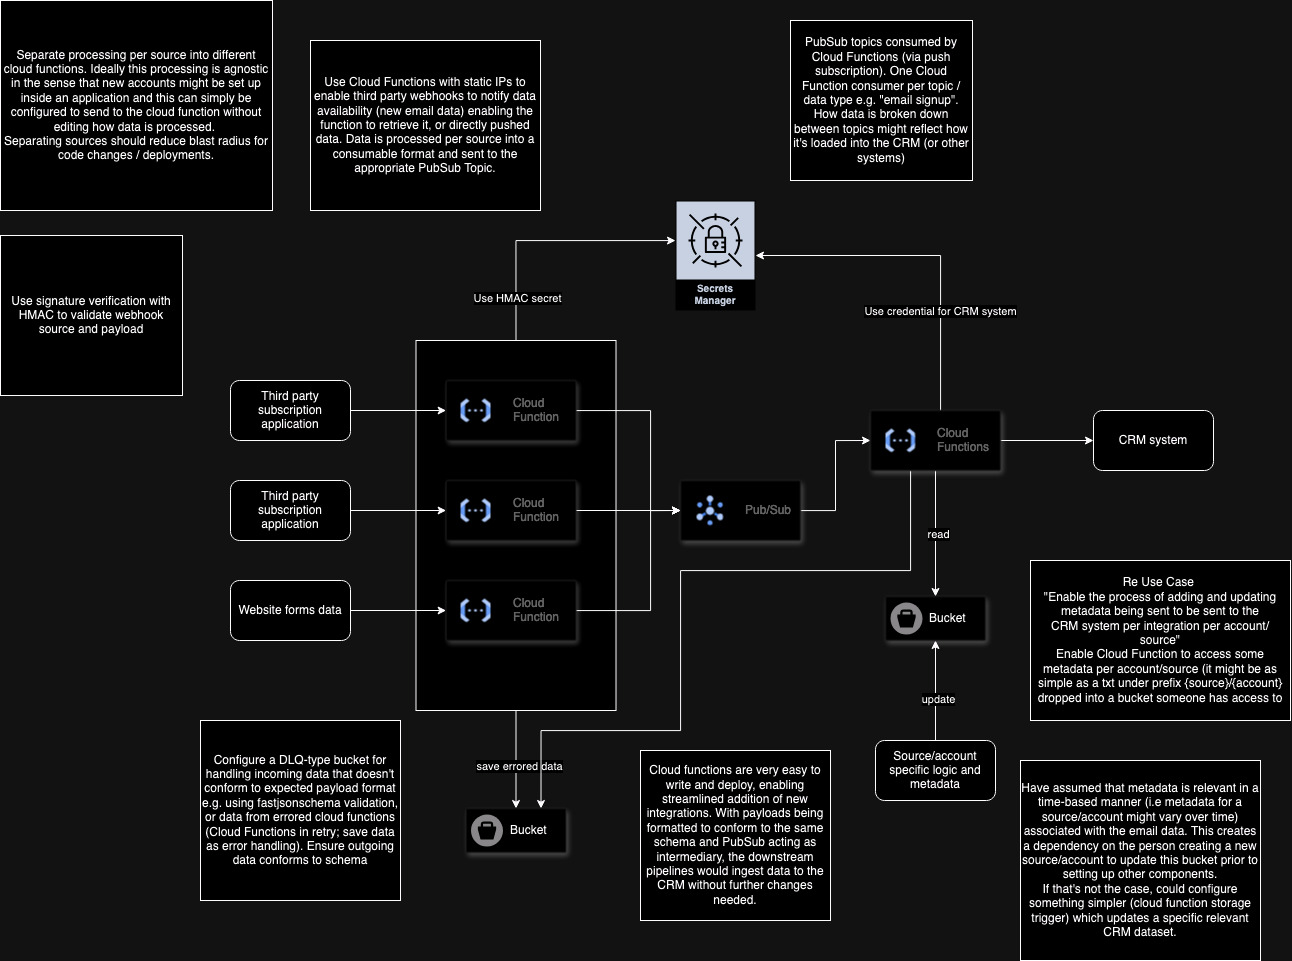 Separate processing per source into different
cloud functions. Ideally this processing is agnostic
in the sense that new accounts might be set up
inside an application and this can simply be
configured to send to the cloud function without
editing how data is processed.
Separating sources should reduce blast radius for
code changes / deployments.
Use Cloud Functions with static IPs to
enable third party webhooks to notify data
availability (new email data) enabling the
function to retrieve it, or directly pushed
data. Data is processed per source into a
consumable format and sent to the
appropriate PubSub Topic.
PubSub topics consumed by
Cloud Functions (via push
subscription). One Cloud
Function consumer per topic /
data type e.g. "email signup".
How data is broken down
between topics might reflect how
it's loaded into the CRM (or other
systems)
Use signature verification with
HMAC to validate webhook
source and payload
Secrets
Manager
Use HMAC secret
Use credential for CRM system
Third party
subscription
application
Cloud
Function
Third party
subscription
application
Cloud
Function
Website forms data
Cloud
Function
Pub/Sub
Cloud
Functions
CRM system
read
Bucket
update
Source/account
specific logic and
metadata
save errored data
Bucket
Re Use Case
"Enable the process of adding and updating
metadata being sent to be sent to the
CRM system per integration per account/
source"
Enable Cloud Function to access some
metadata per account/source (it might be as
simple as a txt under prefix {source}/{account}
dropped into a bucket someone has access to
Configure a DLQ-type bucket for
handling incoming data that doesn't
conform to expected payload format
e.g. using fastjsonschema validation,
or data from errored cloud functions
(Cloud Functions in retry; save data
as error handling). Ensure outgoing
data conforms to schema
Cloud functions are very easy to
write and deploy, enabling
streamlined addition of new
integrations. With payloads being
formatted to conform to the same
schema and PubSub acting as
intermediary, the downstream
pipelines would ingest data to the
CRM without further changes
needed.
Have assumed that metadata is relevant in a
time-based manner (i.e metadata for a
source/account might vary over time)
associated with the email data. This creates
a dependency on the person creating a new
source/account to update this bucket prior to
setting up other components.
If that's not the case, could configure
something simpler (cloud function storage
trigger) which updates a specific relevant
CRM dataset.